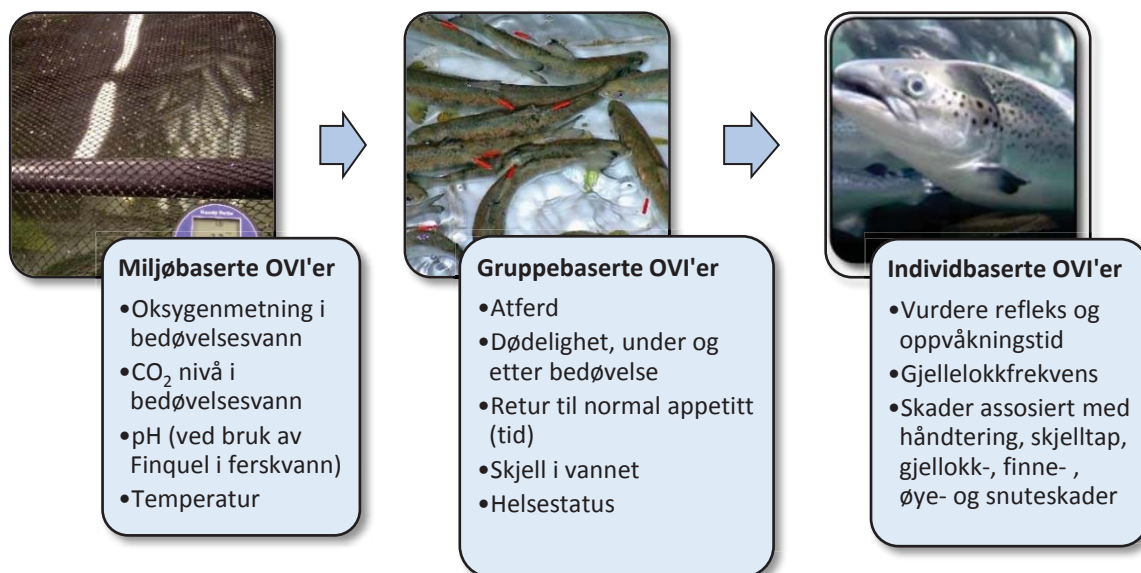 Miljøbaserte OVI'er
•Oksygenmetning i
bedøvelsesvann
•CO₂ nivå i
bedøvelsesvann
•pH (ved bruk av
Finquel i ferskvann)
•Temperatur
Gruppebaserte OVI'er
•Atferd
•Dødelighet, under og
etter bedøvelse
•Retur til normal appetitt
(tid)
•Skjell i vannet
•Helsestatus
Individbaserte OVI'er
•Vurdere refleks og
oppvåkningstid
•Gjellelokkfrekvens
•Skader assosiert med
håndtering, skjelltap,
gjellokk-, finne- ,
øye- og snuteskader